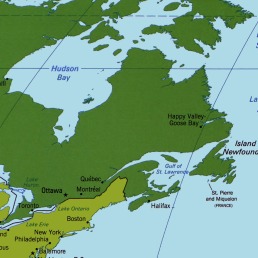 Hudson
Bay
Happy Valley-
Goose Bay
Island
Newfoun
Gulf of
St. Lawrence
St. Pierre
and Miquelon
(FRANCE)
Québec
Ottawa
Montréal
Halifax
Toronto
Lake Ontario
Lake Erie
Boston
New York
Philadelphia
Baltimore